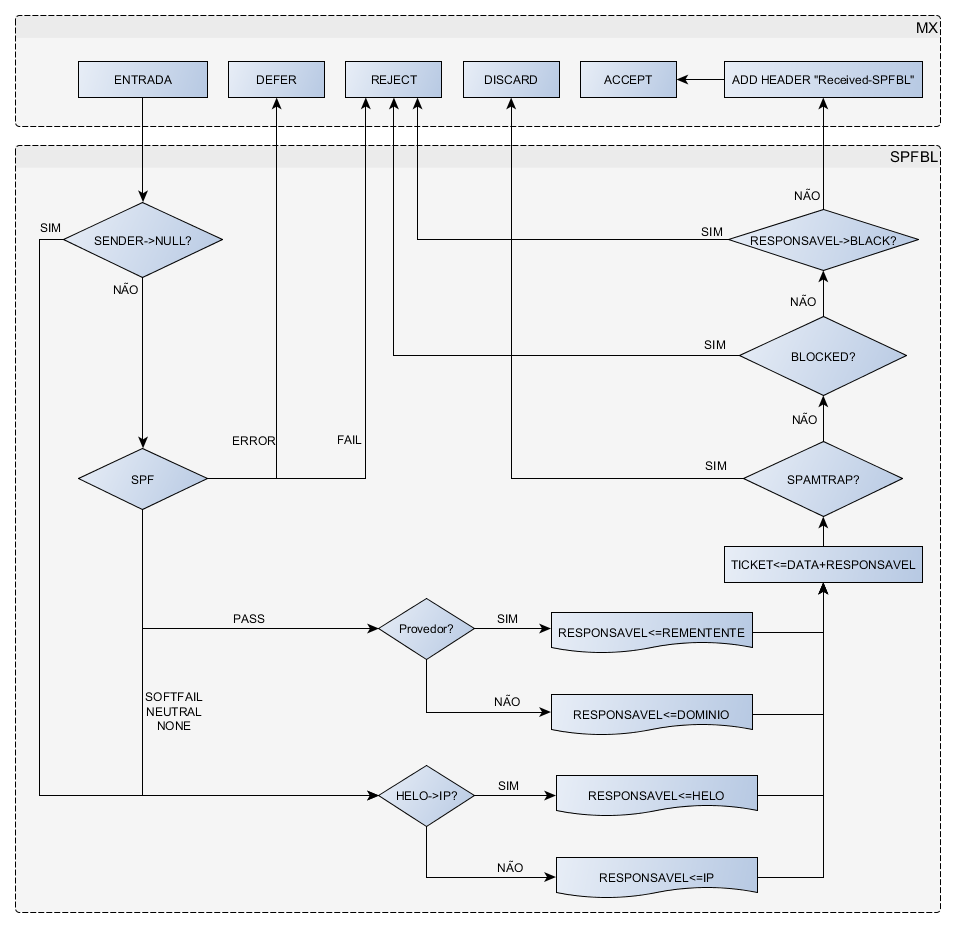 MX
ENTRADA
DEFER
REJECT
DISCARD
ACCEPT
ADD HEADER "Received-SPFBL"
SPFBL
NÃO
SIM
SENDER->NULL?
SIM
RESPONSAVEL->BLACK?
NÃO
NÃO
SIM
BLOCKED?
NÃO
ERROR
FAIL
SIM
SPF
SPAMTRAP?
TICKET<=DATA+RESPONSAVEL
PASS
Provedor?
SIM
RESPONSAVEL<=REMENTENTE
SOFTFAIL
NEUTRAL
NONE
NÃO
RESPONSAVEL<=DOMINIO
HELO->IP?
SIM
RESPONSAVEL<=HELO
NÃO
RESPONSAVEL<=IP